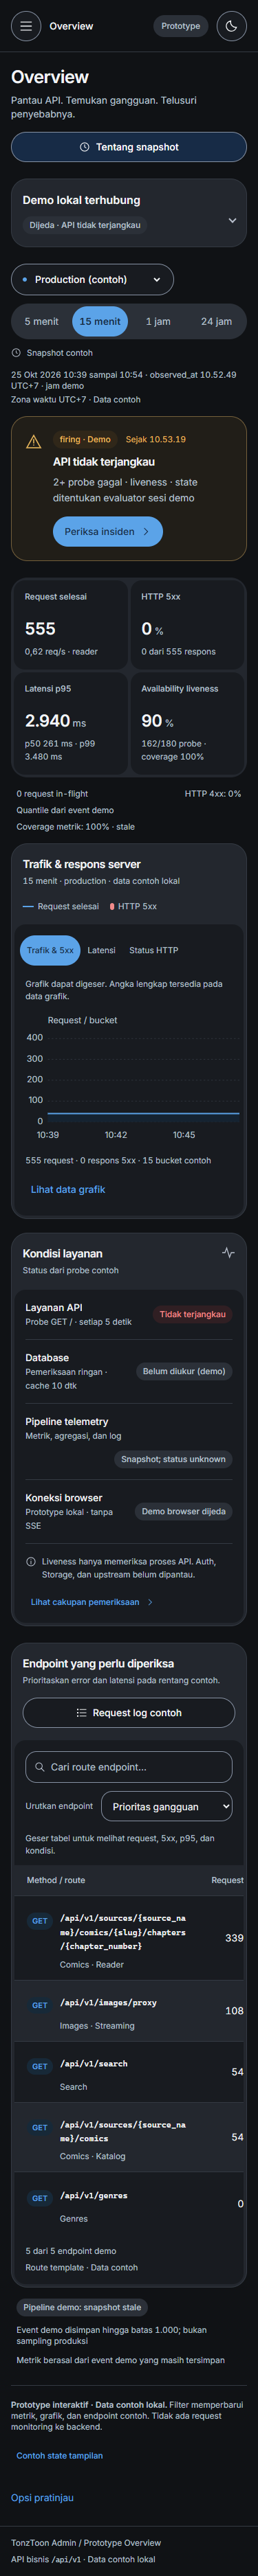 Overview
Prototype
Overview
Pantau API. Temukan gangguan. Telusuri
penyebabnya.
Tentang snapshot
Demo lokal terhubung
Dijeda · API tidak terjangkau
Production (contoh)
5 menit
15 menit
1 jam
24 jam
Snapshot contoh
25 Okt 2026 10:39 sampai 10:54 · observed_at 10.52.49
UTC+7 · jam demo
Zona waktu UTC+7 · Data contoh
firing · Demo
Sejak 10.53.19
API tidak terjangkau
2+ probe gagal · liveness · state
ditentukan evaluator sesi demo
Periksa insiden
Request selesai
555
0,62 req/s · reader
HTTP 5xx
0 %
0 dari 555 respons
Latensi p95
2.940 ms
p50 261 ms · p99
3.480 ms
Availability liveness
90 %
162/180 probe ·
coverage 100%
0 request in-flight
HTTP 4xx: 0%
Quantile dari event demo
Coverage metrik: 100% · stale
Trafik & respons server
15 menit · production · data contoh lokal
Request selesai
HTTP 5xx
Trafik & 5xx
Latensi
Status HTTP
Grafik dapat digeser. Angka lengkap tersedia pada
data grafik.
Request / bucket
400
300
200
100
0
10:39
10:42
10:45
555 request · 0 respons 5xx · 15 bucket contoh
Lihat data grafik
Kondisi layanan
Status dari probe contoh
Layanan API
Probe GET / · setiap 5 detik
Tidak terjangkau
Database
Pemeriksaan ringan ·
cache 10 dtk
Belum diukur (demo)
Pipeline telemetry
Metrik, agregasi, dan log
Snapshot; status unknown
Koneksi browser
Prototype lokal · tanpa
SSE
Demo browser dijeda
Liveness hanya memeriksa proses API. Auth,
Storage, dan upstream belum dipantau.
Lihat cakupan pemeriksaan
Endpoint yang perlu diperiksa
Prioritaskan error dan latensi pada rentang contoh.
Request log contoh
Cari route endpoint...
Urutkan endpoint
Prioritas gangguan
Geser tabel untuk melihat request, 5xx, p95, dan
kondisi.
Method / route
Request
GET
/api/v1/sources/{source_na
me}/comics/{slug}/chapters
/{chapter_number}
Comics · Reader
339
GET
/api/v1/images/proxy
Images · Streaming
108
GET
/api/v1/search
Search
54
GET
/api/v1/sources/{source_na
me}/comics
Comics · Katalog
54
GET
/api/v1/genres
Genres
0
5 dari 5 endpoint demo
Route template · Data contoh
Pipeline demo: snapshot stale
Event demo disimpan hingga batas 1.000; bukan
sampling produksi
Metrik berasal dari event demo yang masih tersimpan
Prototype interaktif · Data contoh lokal. Filter memperbarui
metrik, grafik, dan endpoint contoh. Tidak ada request
monitoring ke backend.
Contoh state tampilan
Opsi pratinjau
TonzToon Admin / Prototype Overview
API bisnis /api/v1 · Data contoh lokal